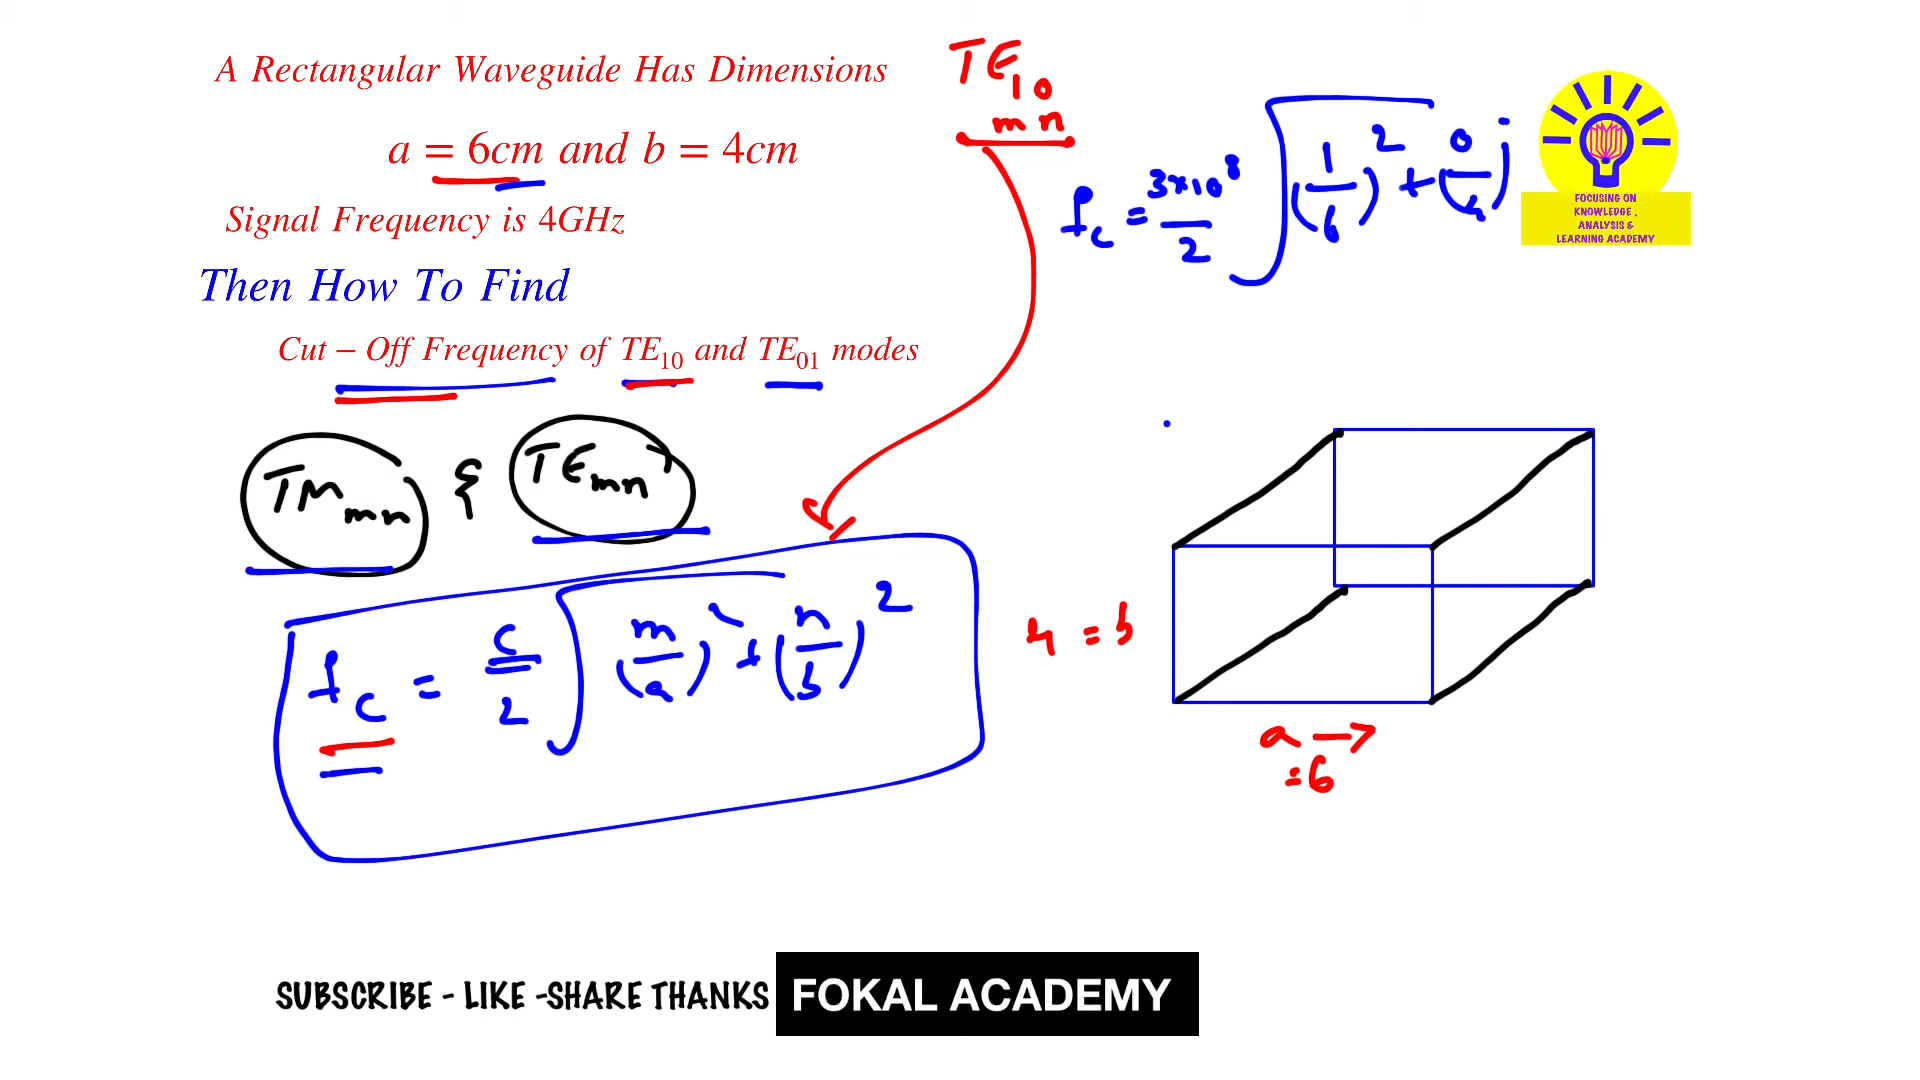 A Rectangular Waveguide Has Dimensions
a = 6cm and b = 4cm
Signal Frequency is 4GHz
Then How To Find
Cut – Off Frequency of TE₁₀ and TE₀₁ modes
TMmn & TEmn
fc = c/2 √(m/a)² + (n/b)²
TE₁₀
m n
fc = 3×10⁸/2 √(1/6)² + (0/4)²
FOCUSING ON
KNOWLEDGE ,
ANALYSIS &
LEARNING ACADEMY
4 = b
a →
=6
SUBSCRIBE - LIKE -SHARE THANKS
FOKAL ACADEMY